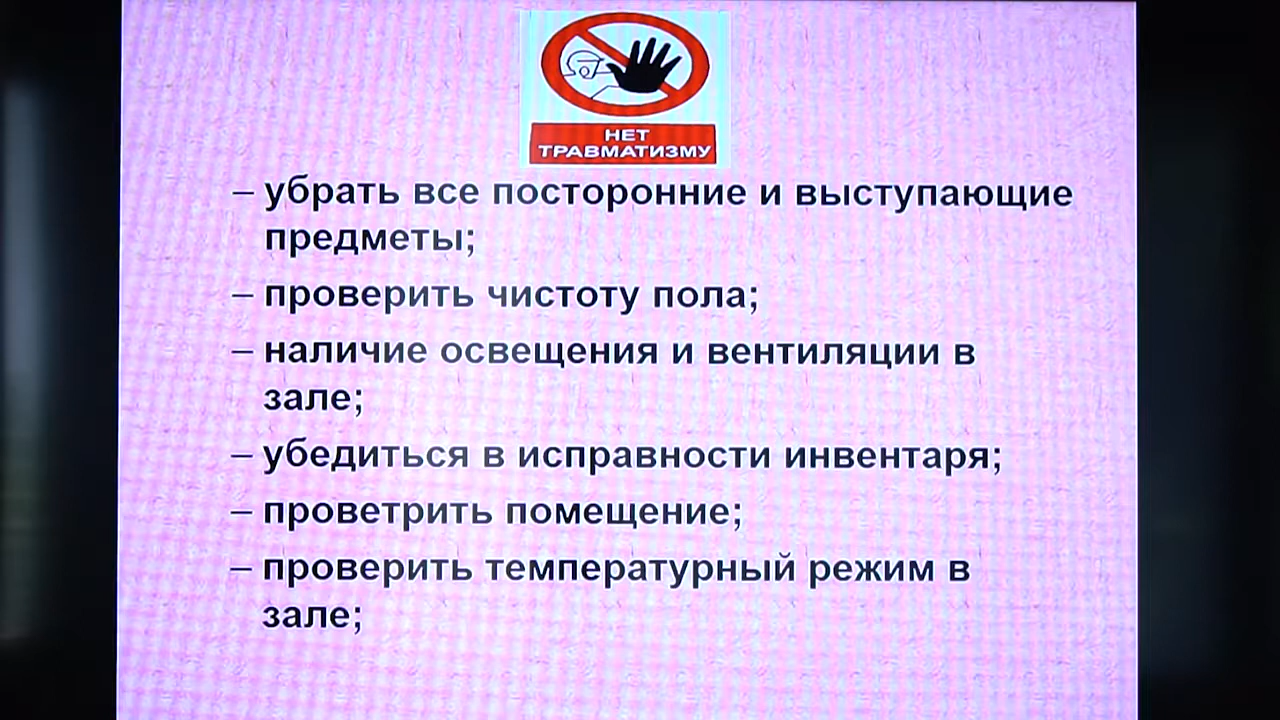 НЕТ
ТРАВМАТИЗМУ
– убрать все посторонние и выступающие
предметы;
– проверить чистоту пола;
– наличие освещения и вентиляции в
зале;
– убедиться в исправности инвентаря;
– проветрить помещение;
– проверить температурный режим в
зале;